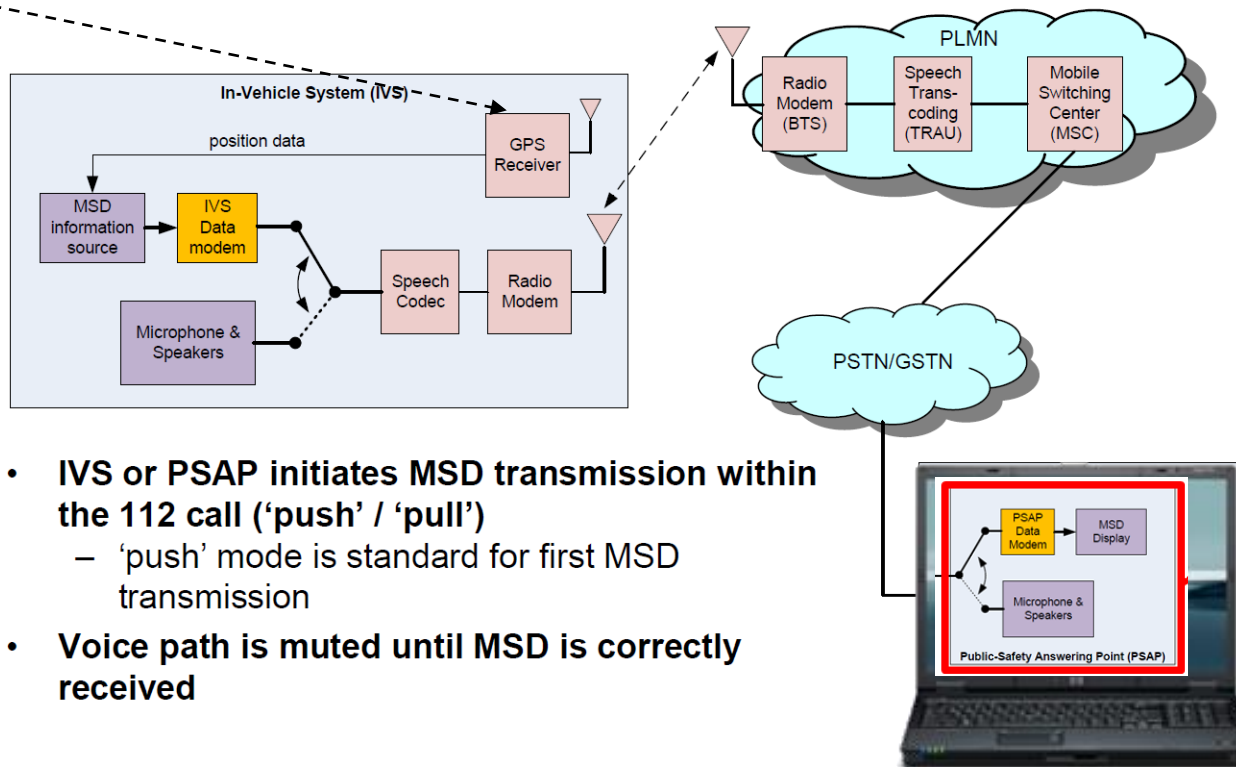 In-Vehicle System (IVS)
position data
GPS
Receiver
MSD
information
source
IVS
Data
modem
Speech
Codec
Radio
Modem
Microphone &
Speakers
PLMN
Radio
Modem
(BTS)
Speech
Trans-
coding
(TRAU)
Mobile
Switching
Center
(MSC)
PSTN/GSTN
• IVS or PSAP initiates MSD transmission within
the 112 call (‘push’ / ‘pull’)
– ‘push’ mode is standard for first MSD
transmission
• Voice path is muted until MSD is correctly
received
PSAP
Data
Modem
MSD
Display
Microphone &
Speakers
Public-Safety Answering Point (PSAP)